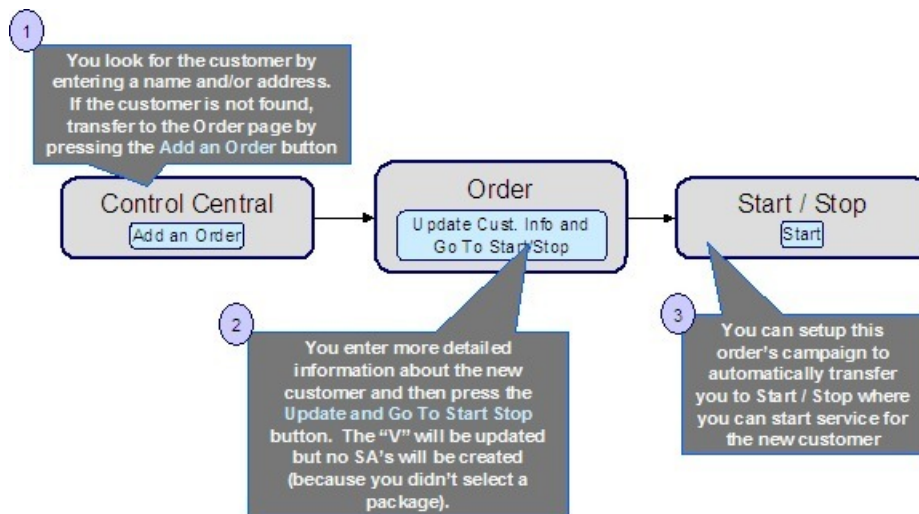 1
You look for the customer by
entering a name and/or address.
If the customer is not found,
transfer to the Order page by
pressing the Add an Order button
Control Central
Add an Order
Order
Update Cust. Info and
Go To Start/Stop
Start / Stop
Start
2
You enter more detailed
information about the new
customer and then press the
Update and Go To Start Stop
button. The “V” will be updated
but no SA's will be created
(because you didn't select a
package).
3
You can setup this
order's campaign to
automatically transfer
you to Start / Stop where
you can start service for
the new customer